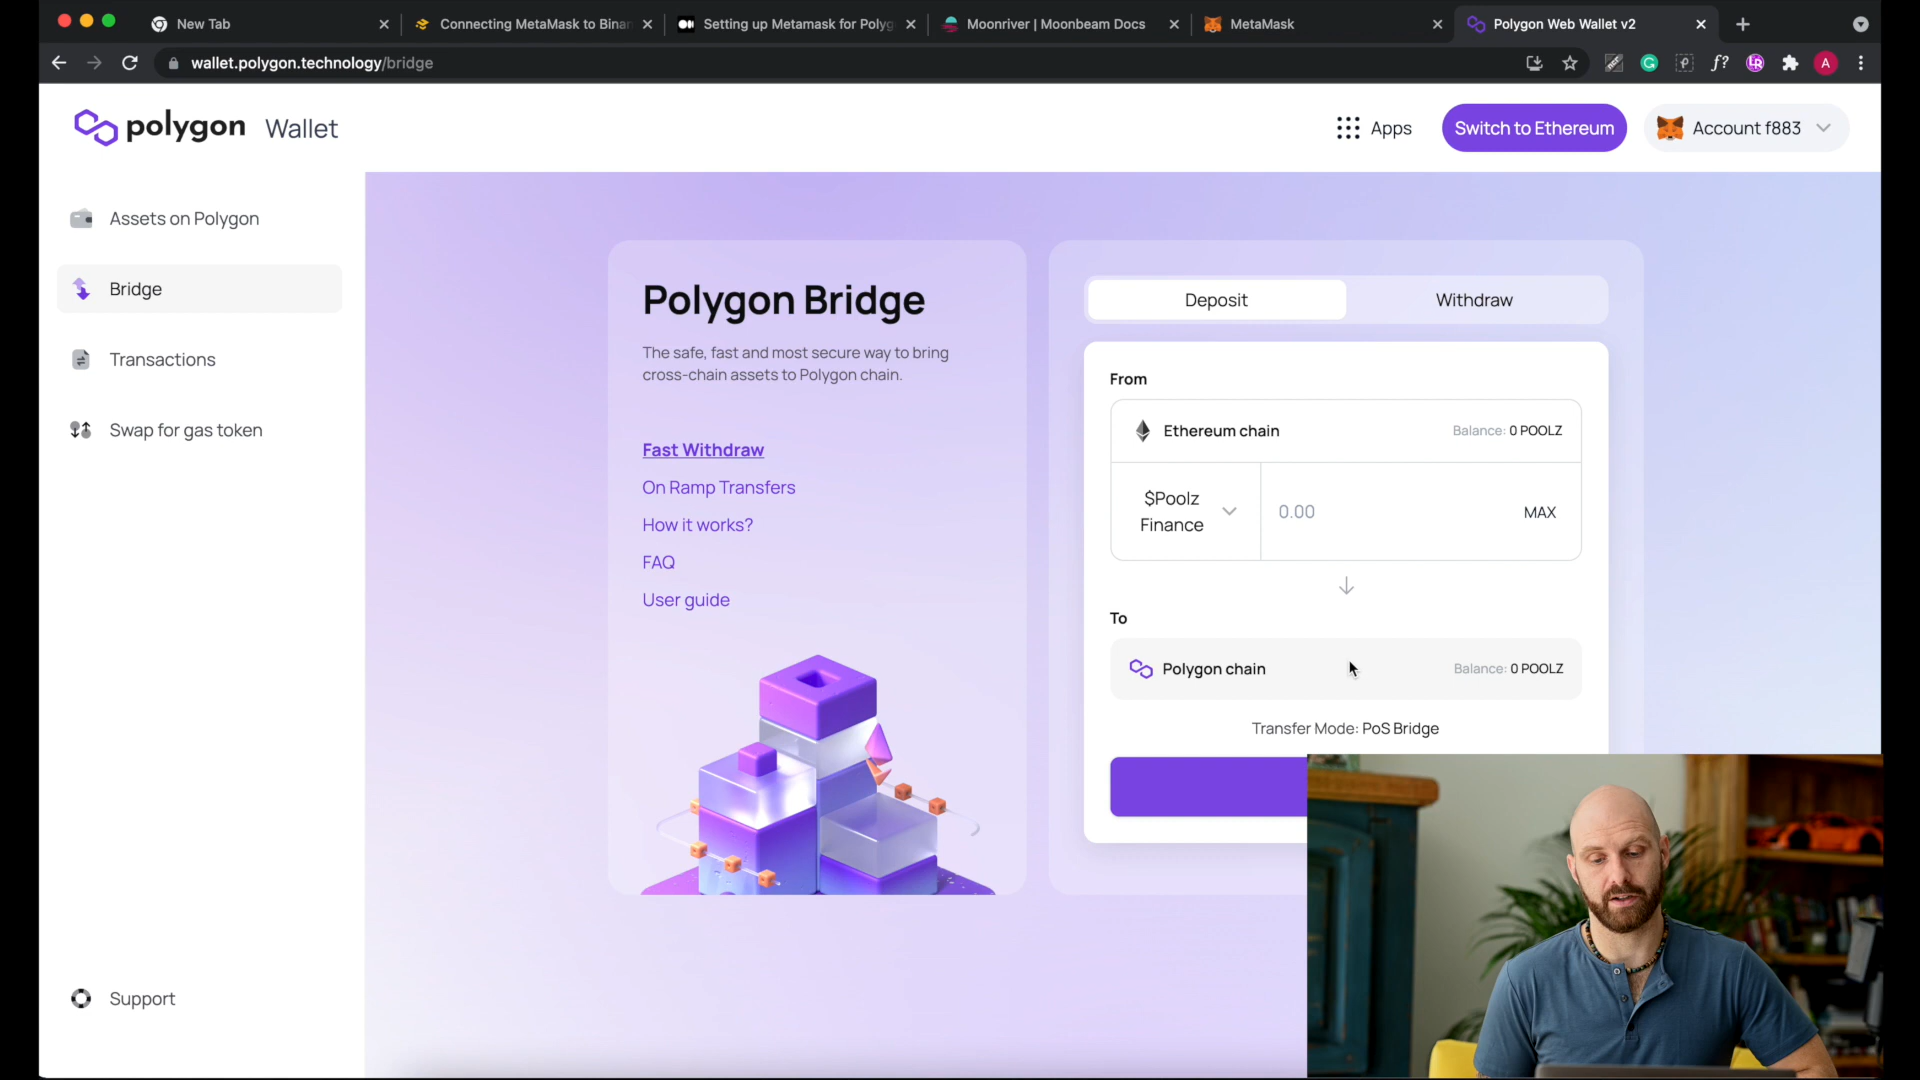 New Tab
Connecting MetaMask to Binan
Setting up Metamask for Polyg
Moonriver | Moonbeam Docs
MetaMask
Polygon Web Wallet v2
wallet.polygon.technology/bridge
A
polygon Wallet
Apps
Switch to Ethereum
Account f883
Assets on Polygon
Bridge
Transactions
Swap for gas token
Support
Polygon Bridge
The safe, fast and most secure way to bring
cross-chain assets to Polygon chain.
Fast Withdraw
On Ramp Transfers
How it works?
FAQ
User guide
Deposit
Withdraw
From
Ethereum chain
Balance: 0 POOLZ
$Poolz
Finance
0.00
MAX
To
Polygon chain
Balance: 0 POOLZ
Transfer Mode: PoS Bridge